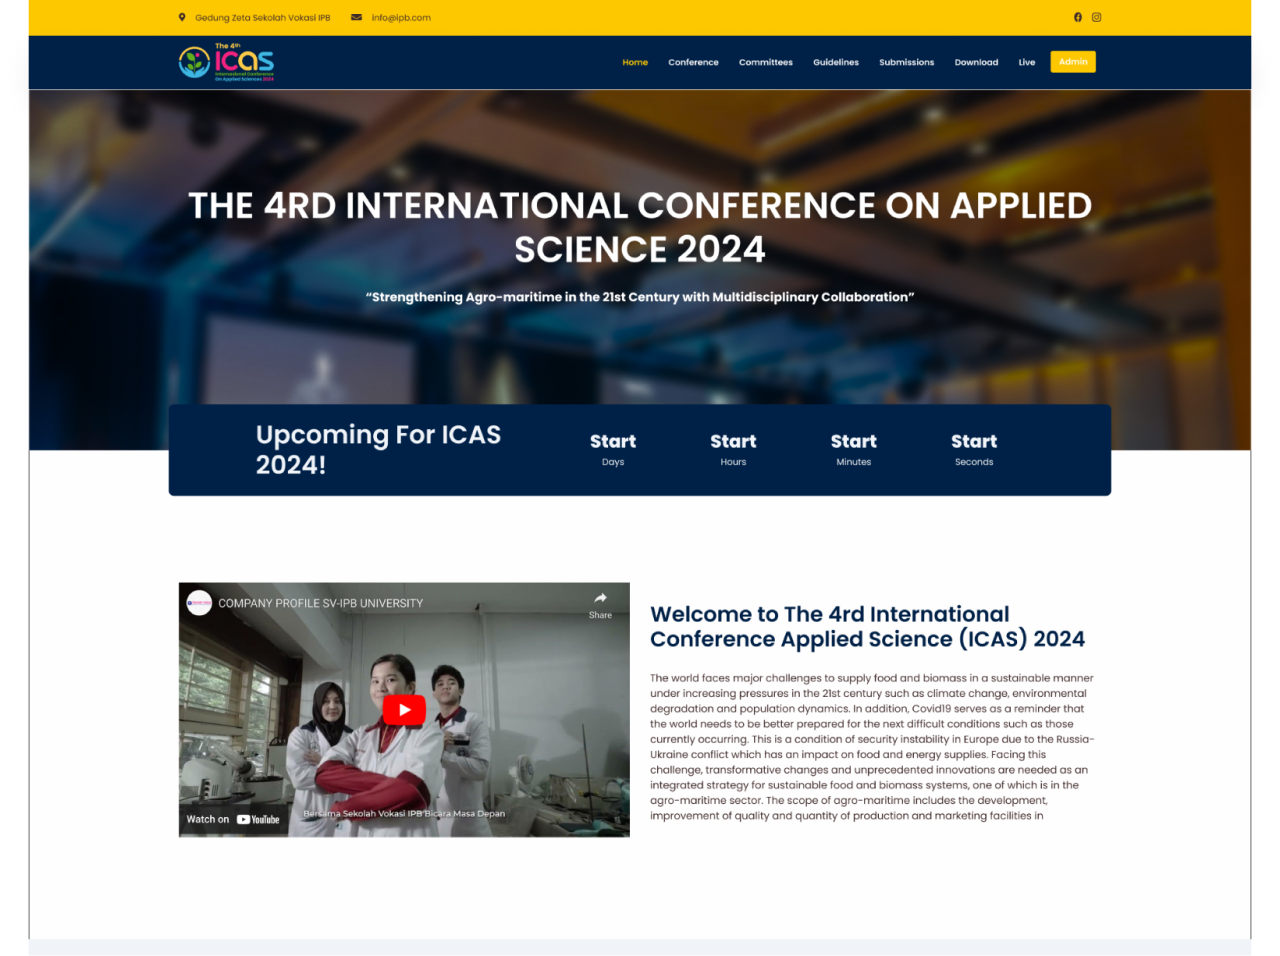 Gedung Zeta Sekolah Vokasi IPB info@ipb.com
The 4th
ICAS
International Conference
On Applied Sciences 2024
Home Conference Committees Guidelines Submissions Download Live Admin
THE 4RD INTERNATIONAL CONFERENCE ON APPLIED
SCIENCE 2024
“Strengthening Agro-maritime in the 21st Century with Multidisciplinary Collaboration”
Upcoming For ICAS
2024!
Start Start Start Start
Days Hours Minutes Seconds
COMPANY PROFILE SV-IPB UNIVERSITY
Share
Bersama Sekolah Vokasi IPB Bicara Masa Depan
Watch on YouTube
Welcome to The 4rd International
Conference Applied Science (ICAS) 2024
The world faces major challenges to supply food and biomass in a sustainable manner
under increasing pressures in the 21st century such as climate change, environmental
degradation and population dynamics. In addition, Covid19 serves as a reminder that
the world needs to be better prepared for the next difficult conditions such as those
currently occurring. This is a condition of security instability in Europe due to the Russia-
Ukraine conflict which has an impact on food and energy supplies. Facing this
challenge, transformative changes and unprecedented innovations are needed as an
integrated strategy for sustainable food and biomass systems, one of which is in the
agro-maritime sector. The scope of agro-maritime includes the development,
improvement of quality and quantity of production and marketing facilities in